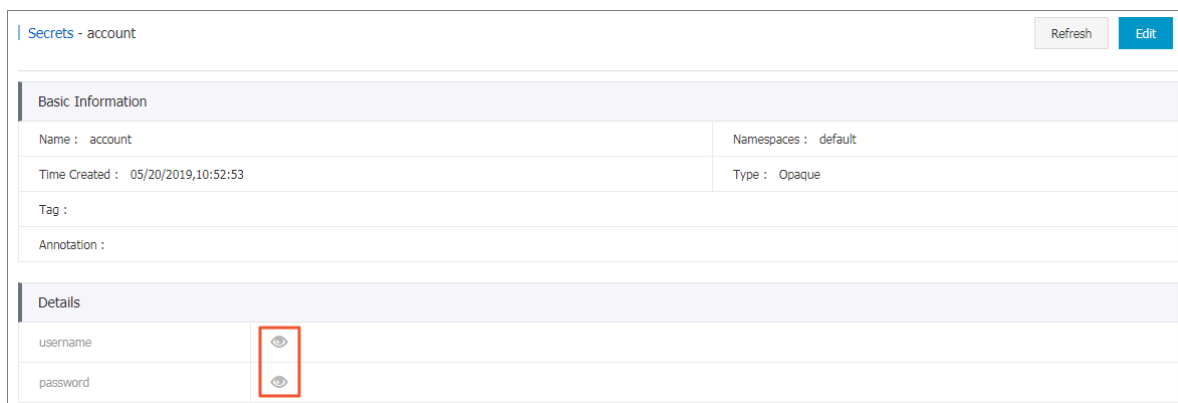 Secrets - account
Refresh
Edit
Basic Information
Name : account
Namespaces : default
Time Created : 05/20/2019,10:52:53
Type : Opaque
Tag :
Annotation :
Details
username
password